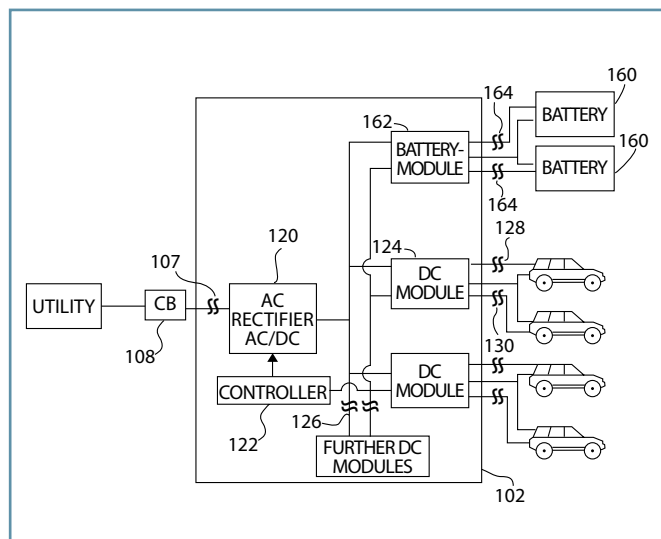 160
164
162
BATTERY
BATTERY-
MODULE
160
BATTERY
164
128
124
120
107
DC
MODULE
UTILITY
CB
AC
RECTIFIER
AC/DC
108
130
CONTROLLER
DC
MODULE
122
126
FURTHER DC
MODULES
102